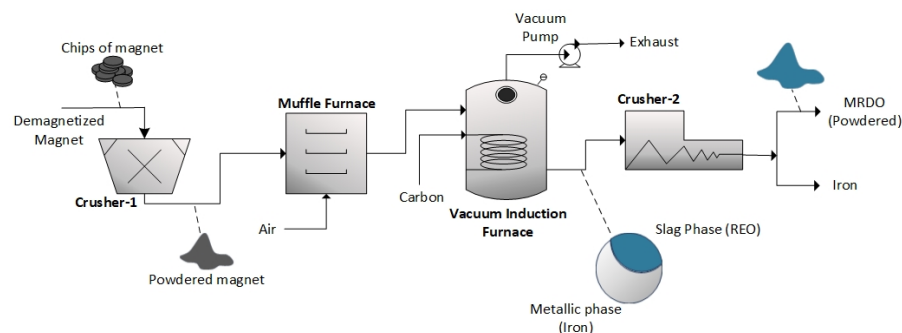 Chips of magnet
Demagnetized
Magnet
Crusher-1
Powdered magnet
Muffle Furnace
Air
Carbon
Vacuum
Pump
Exhaust
Vacuum Induction
Furnace
Crusher-2
Slag Phase (REO)
Metallic phase
(Iron)
MRDO
(Powdered)
Iron